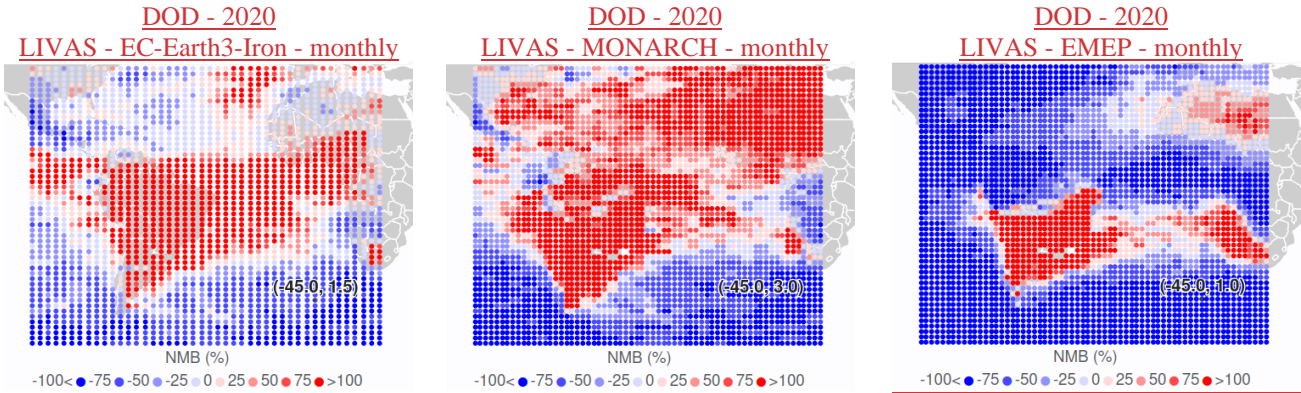 DOD - 2020
LIVAS - EC-Earth3-Iron - monthly
(-45.0, 1.5)
NMB (%)
-100< -75 -50 -25 0 25 50 75 >100
DOD - 2020
LIVAS - MONARCH - monthly
(-45.0, 3.0)
NMB (%)
-100< -75 -50 -25 0 25 50 75 >100
DOD - 2020
LIVAS - EMEP - monthly
(-45.0, 1.0)
NMB (%)
-100< -75 -50 -25 0 25 50 75 >100